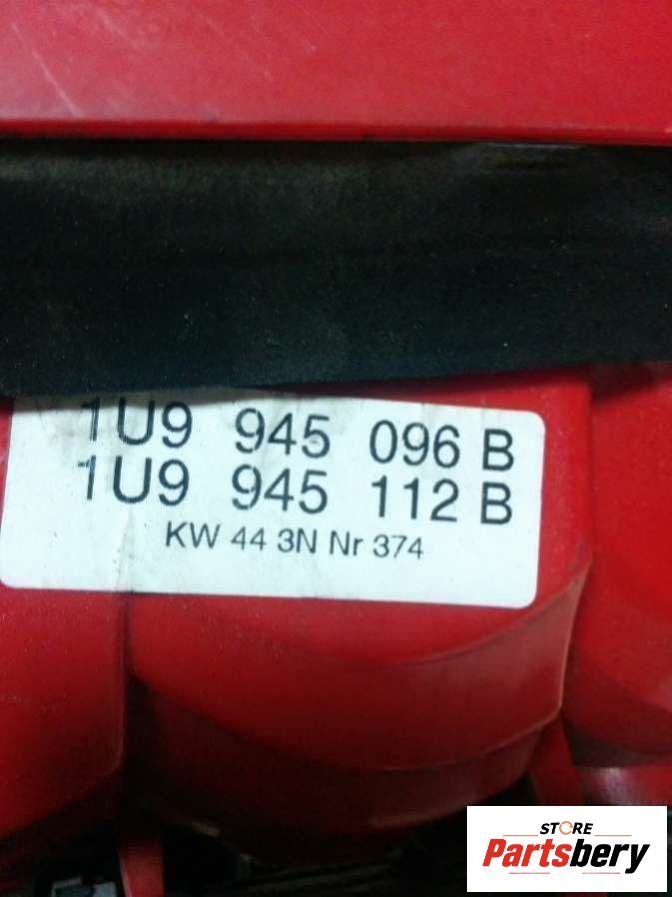 1U9 945 096 B
1U9 945 112 B
KW 44 3N Nr 374
STORE
Partsbery